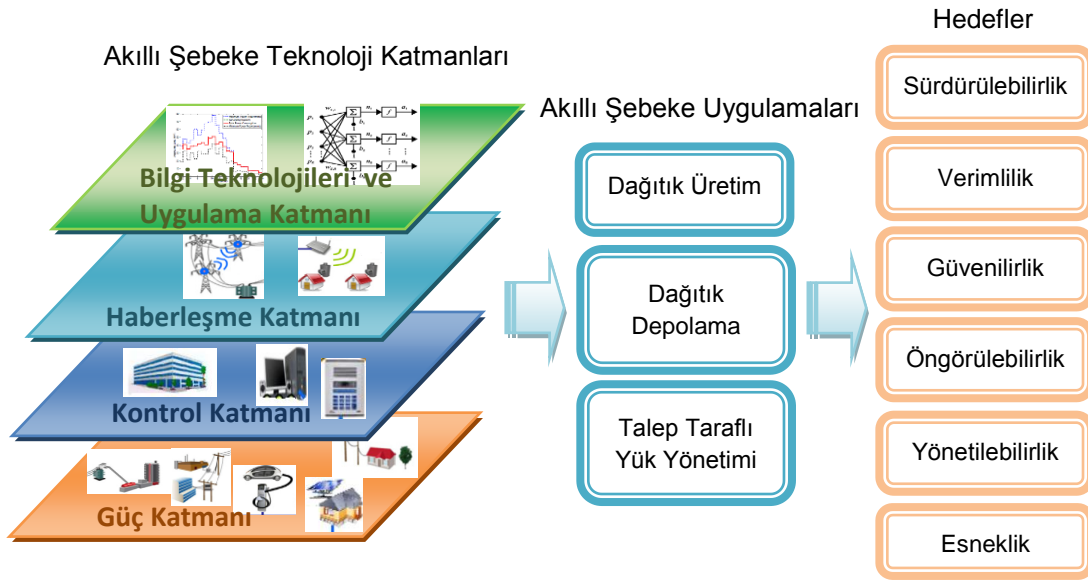 Akıllı Şebeke Teknoloji Katmanları
Bilgi Teknolojileri ve
Uygulama Katmanı
Haberleşme Katmanı
Kontrol Katmanı
Güç Katmanı
Akıllı Şebeke Uygulamaları
Dağıtık Üretim
Dağıtık
Depolama
Talep Taraflı
Yük Yönetimi
Hedefler
Sürdürülebilirlik
Verimlilik
Güvenilirlik
Öngörülebilirlik
Yönetilebilirlik
Esneklik